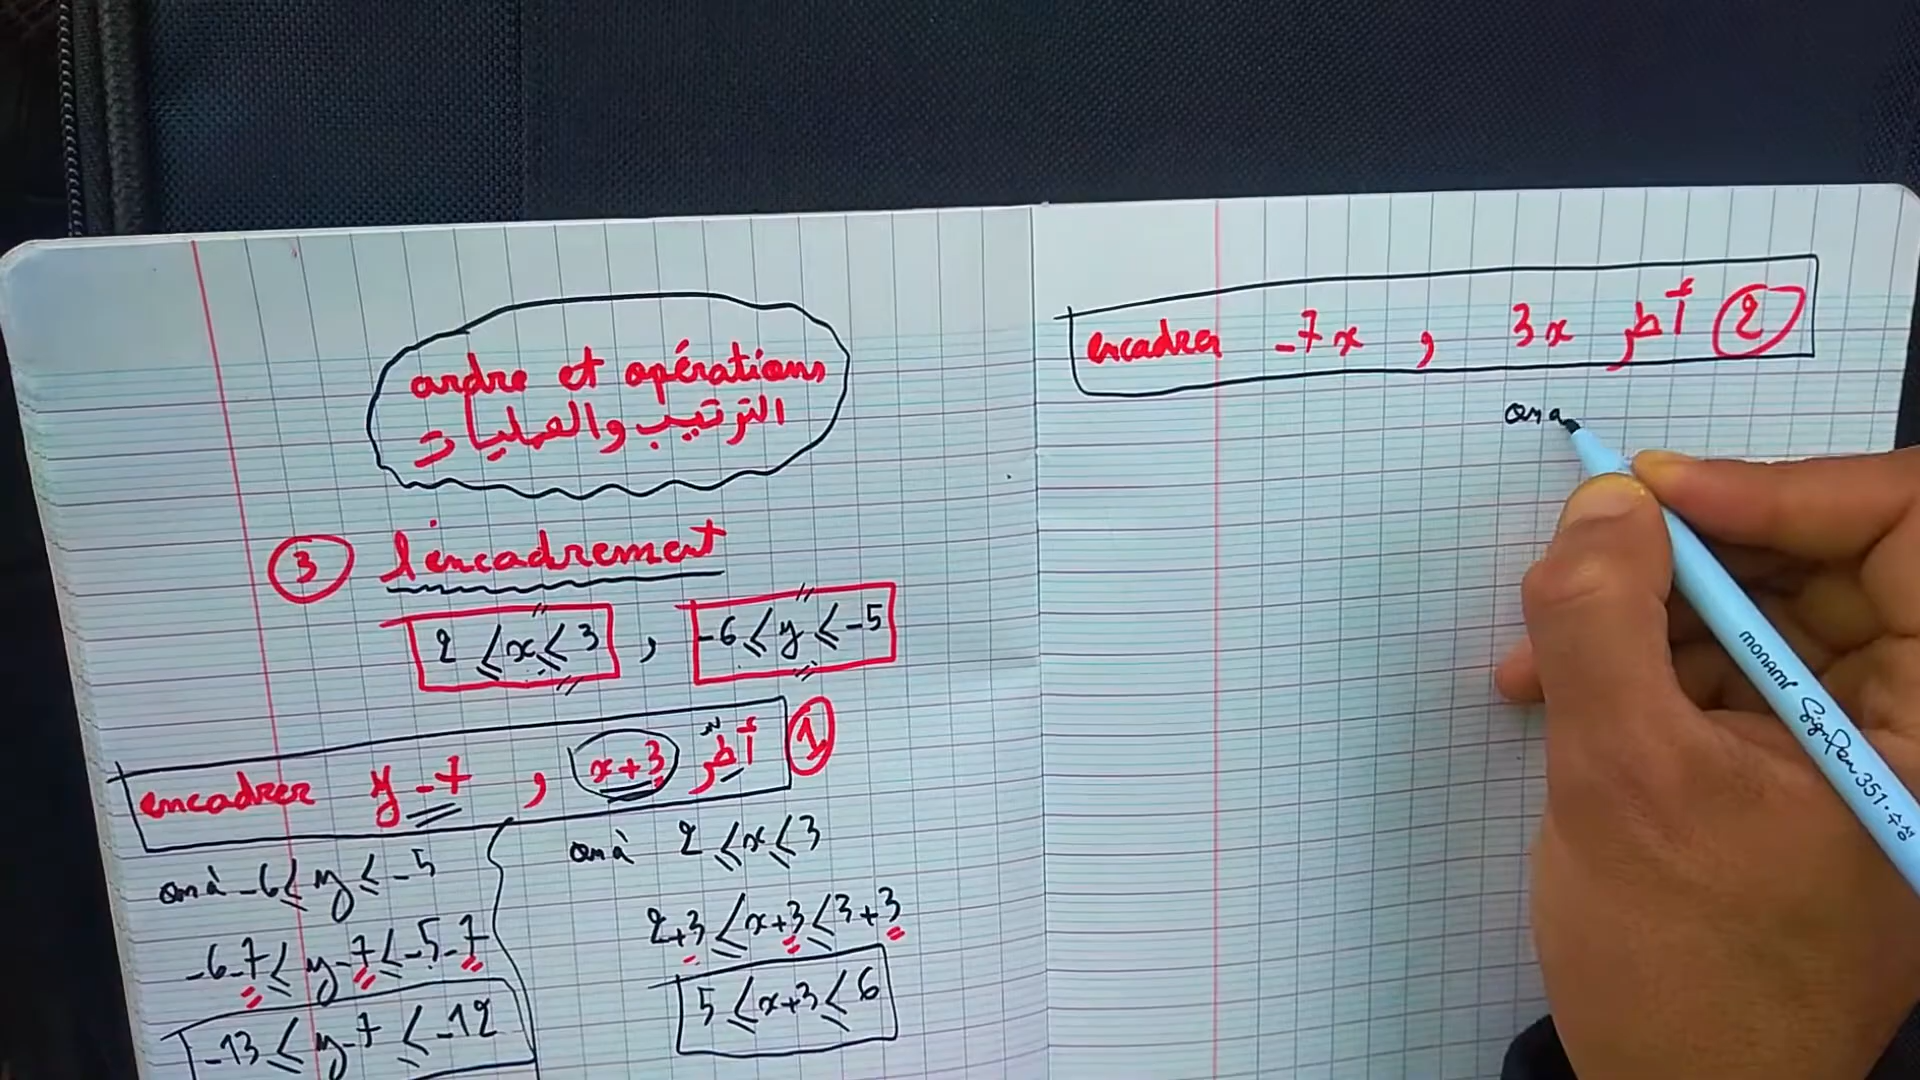 ordre et opérations
الترتيب والعمليات
3 l'encadrement
2 ≤ x ≤ 3 , -6 ≤ y ≤ -5
encadrer y - 7 , x + 3 أطر 1
on à 2 ≤ x ≤ 3
2+3 ≤ x+3 ≤ 3+3
5 ≤ x+3 ≤ 6
on à -6 ≤ y ≤ -5
-6-7 ≤ y-7 ≤ -5-7
-13 ≤ y-7 ≤ -12
encadrer -7x , 3x أطر 2
on a
monami SignPen 351 · 수성